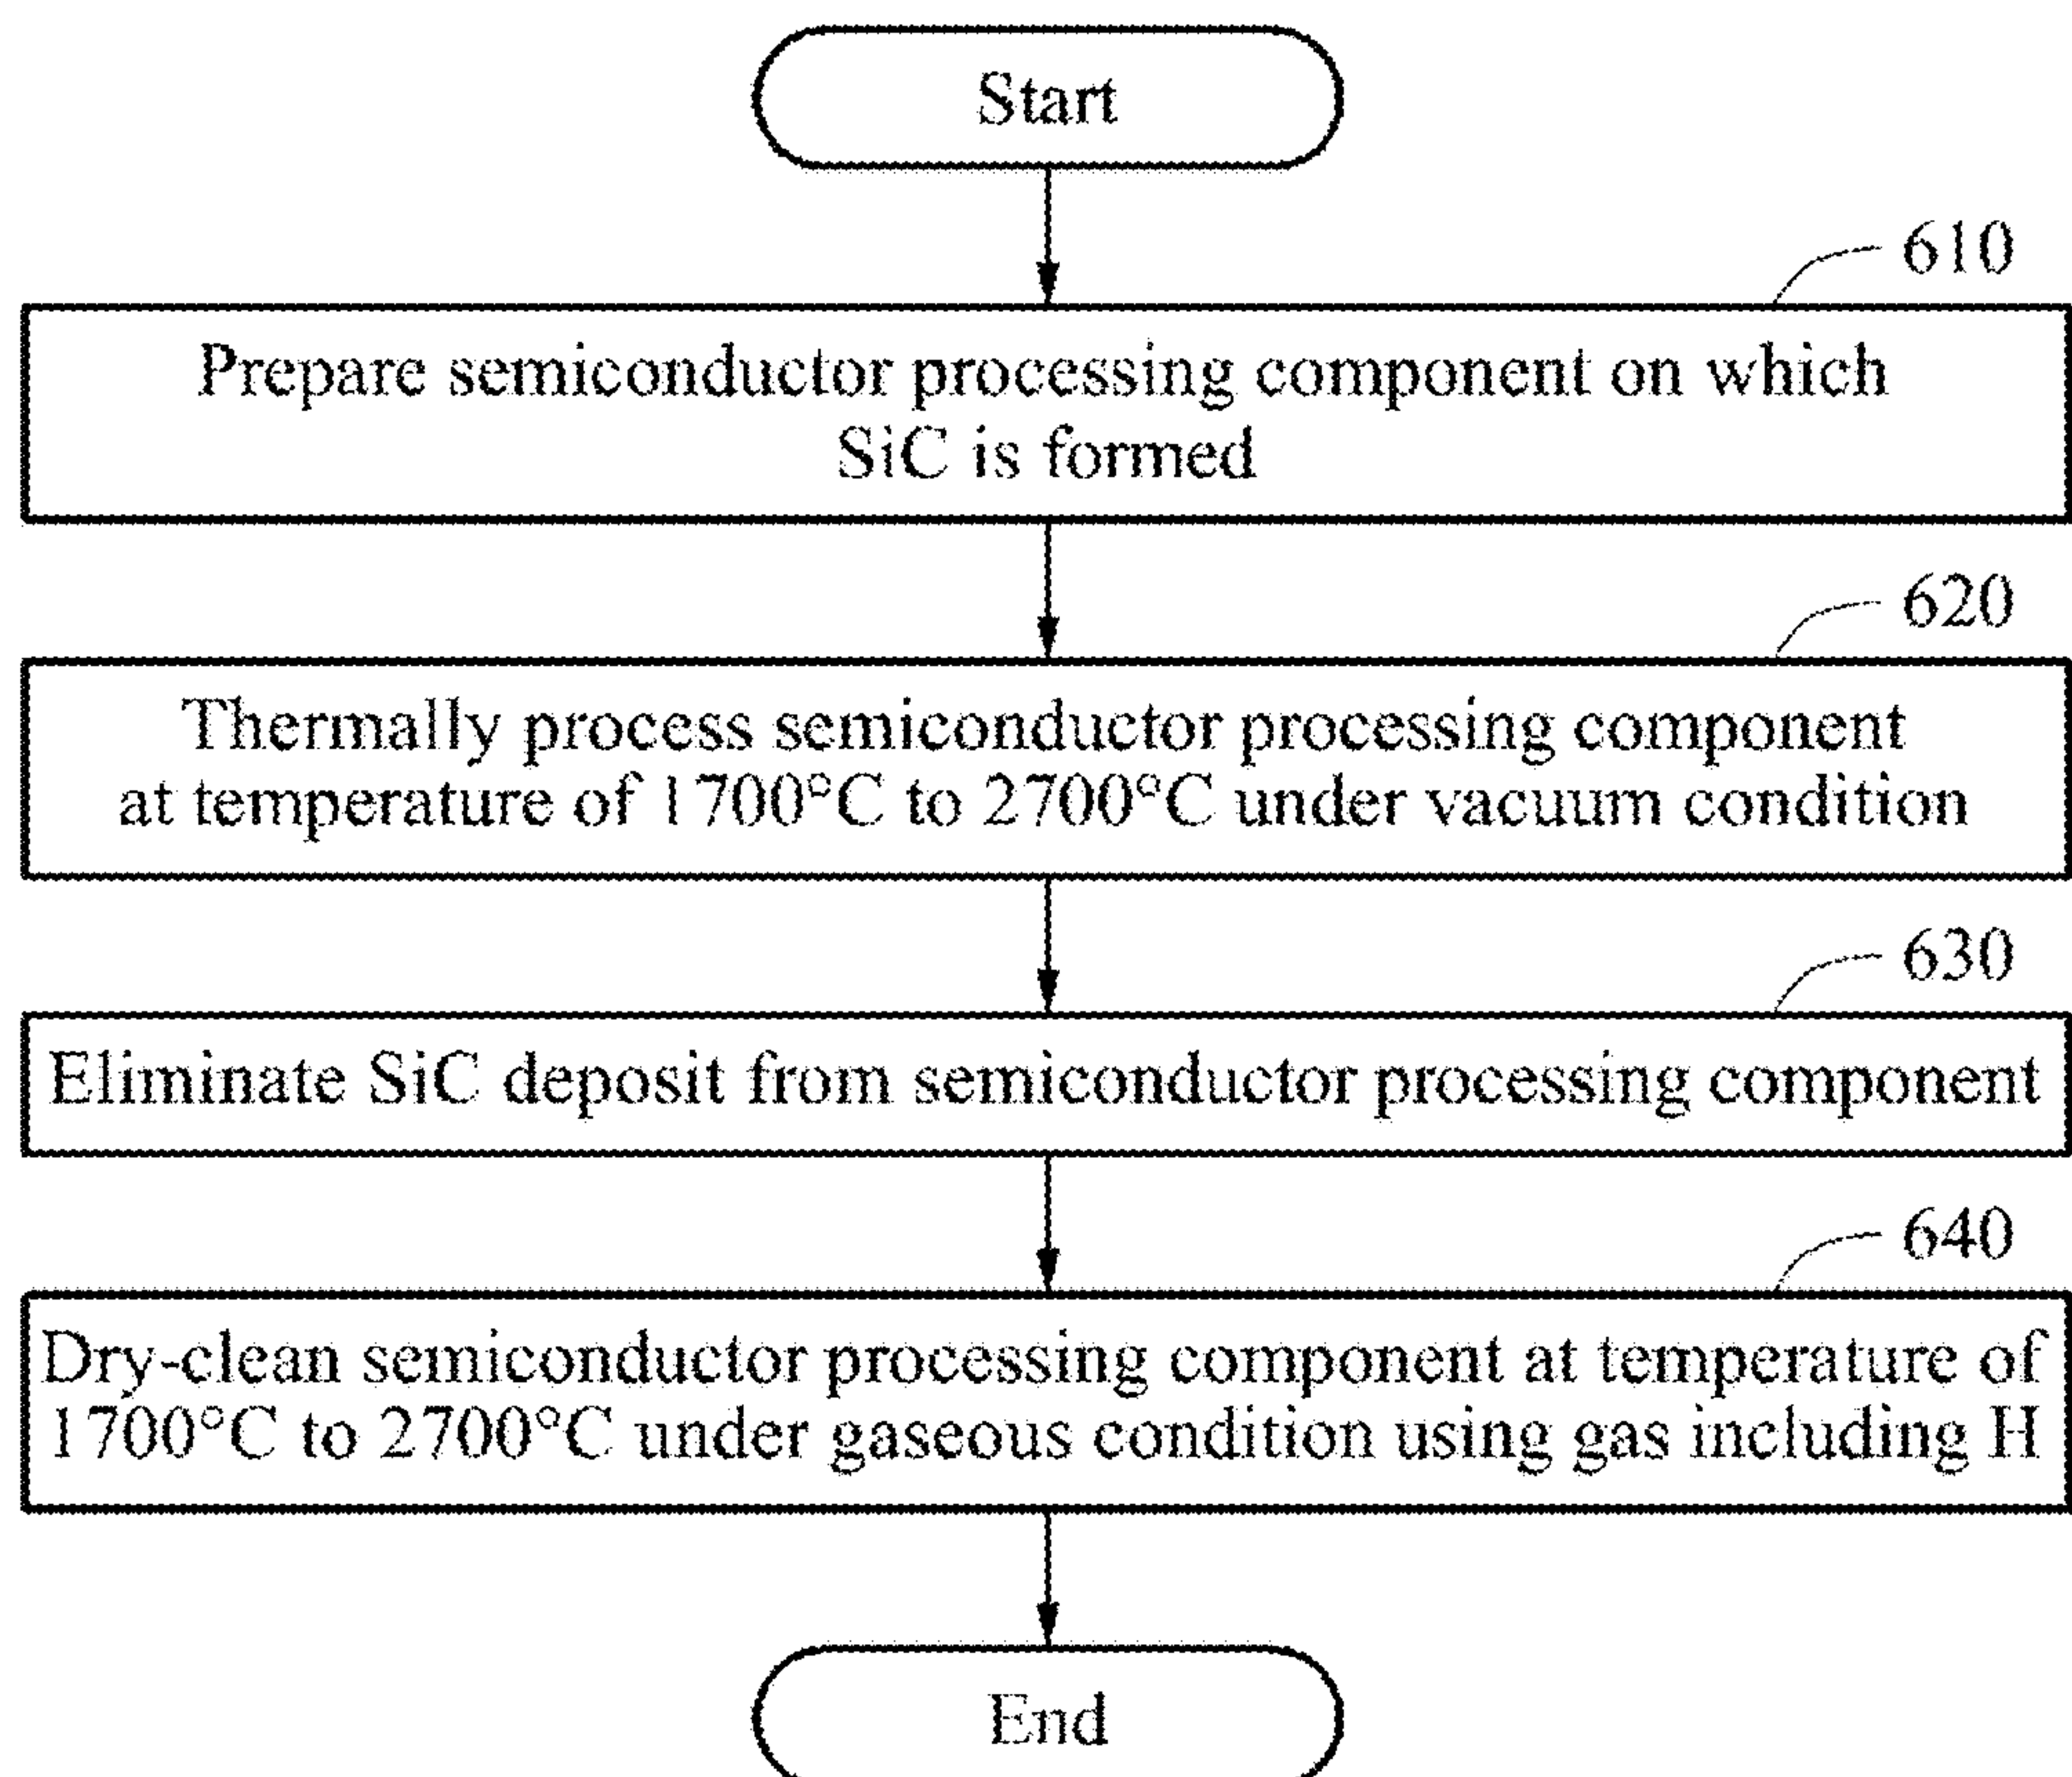 Start
610
Prepare semiconductor processing component on which
SiC is formed
620
Thermally process semiconductor processing component
at temperature of 1700°C to 2700°C under vacuum condition
630
Eliminate SiC deposit from semiconductor processing component
640
Dry-clean semiconductor processing component at temperature of
1700°C to 2700°C under gaseous condition using gas including H
End